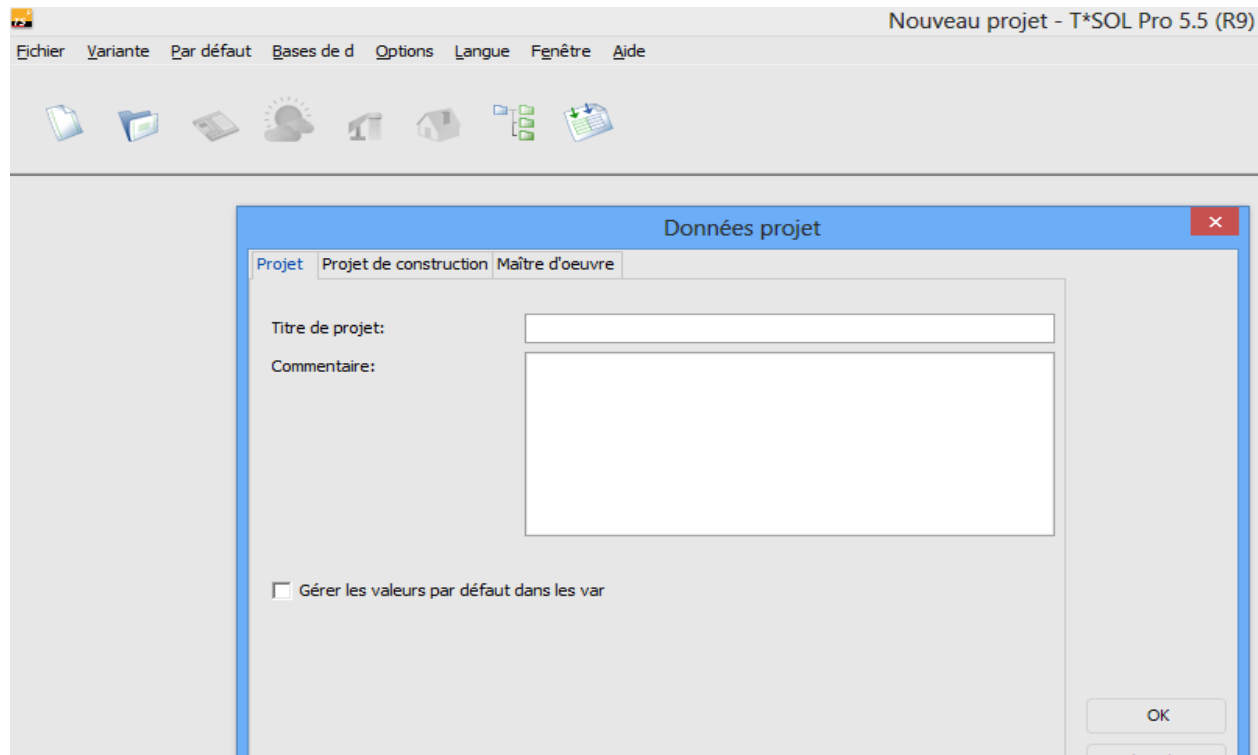 Nouveau projet - T*SOL Pro 5.5 (R9)
Fichier Variante Par défaut Bases de d Options Langue Fenêtre Aide
Données projet
Projet Projet de construction Maître d'oeuvre
Titre de projet:
Commentaire:
Gérer les valeurs par défaut dans les var
OK